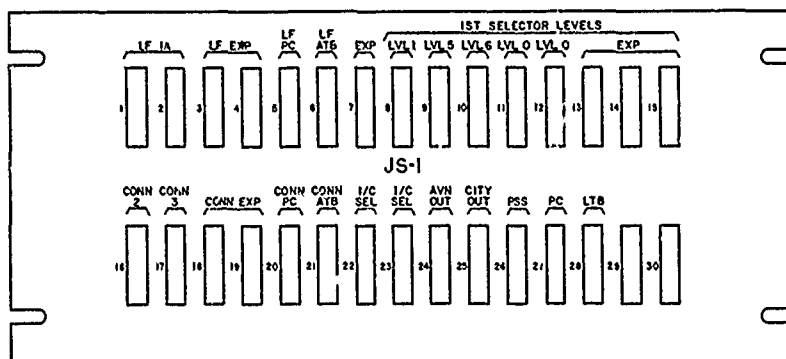 1ST SELECTOR LEVELS
LF 1A LF EXP LF PC LF ATB EXP LVL 1 LVL 5 LVL 6 LVL 0 LVL 0 EXP
1 2 3 4 5 6 7 8 9 10 11 12 13 14 15
JS-1
CONN 2 CONN 3 CONN EXP CONN PC CONN ATB I/C SEL I/C SEL AVN OUT CITY OUT PSS PC LTB
16 17 18 19 20 21 22 23 24 25 26 27 28 29 30